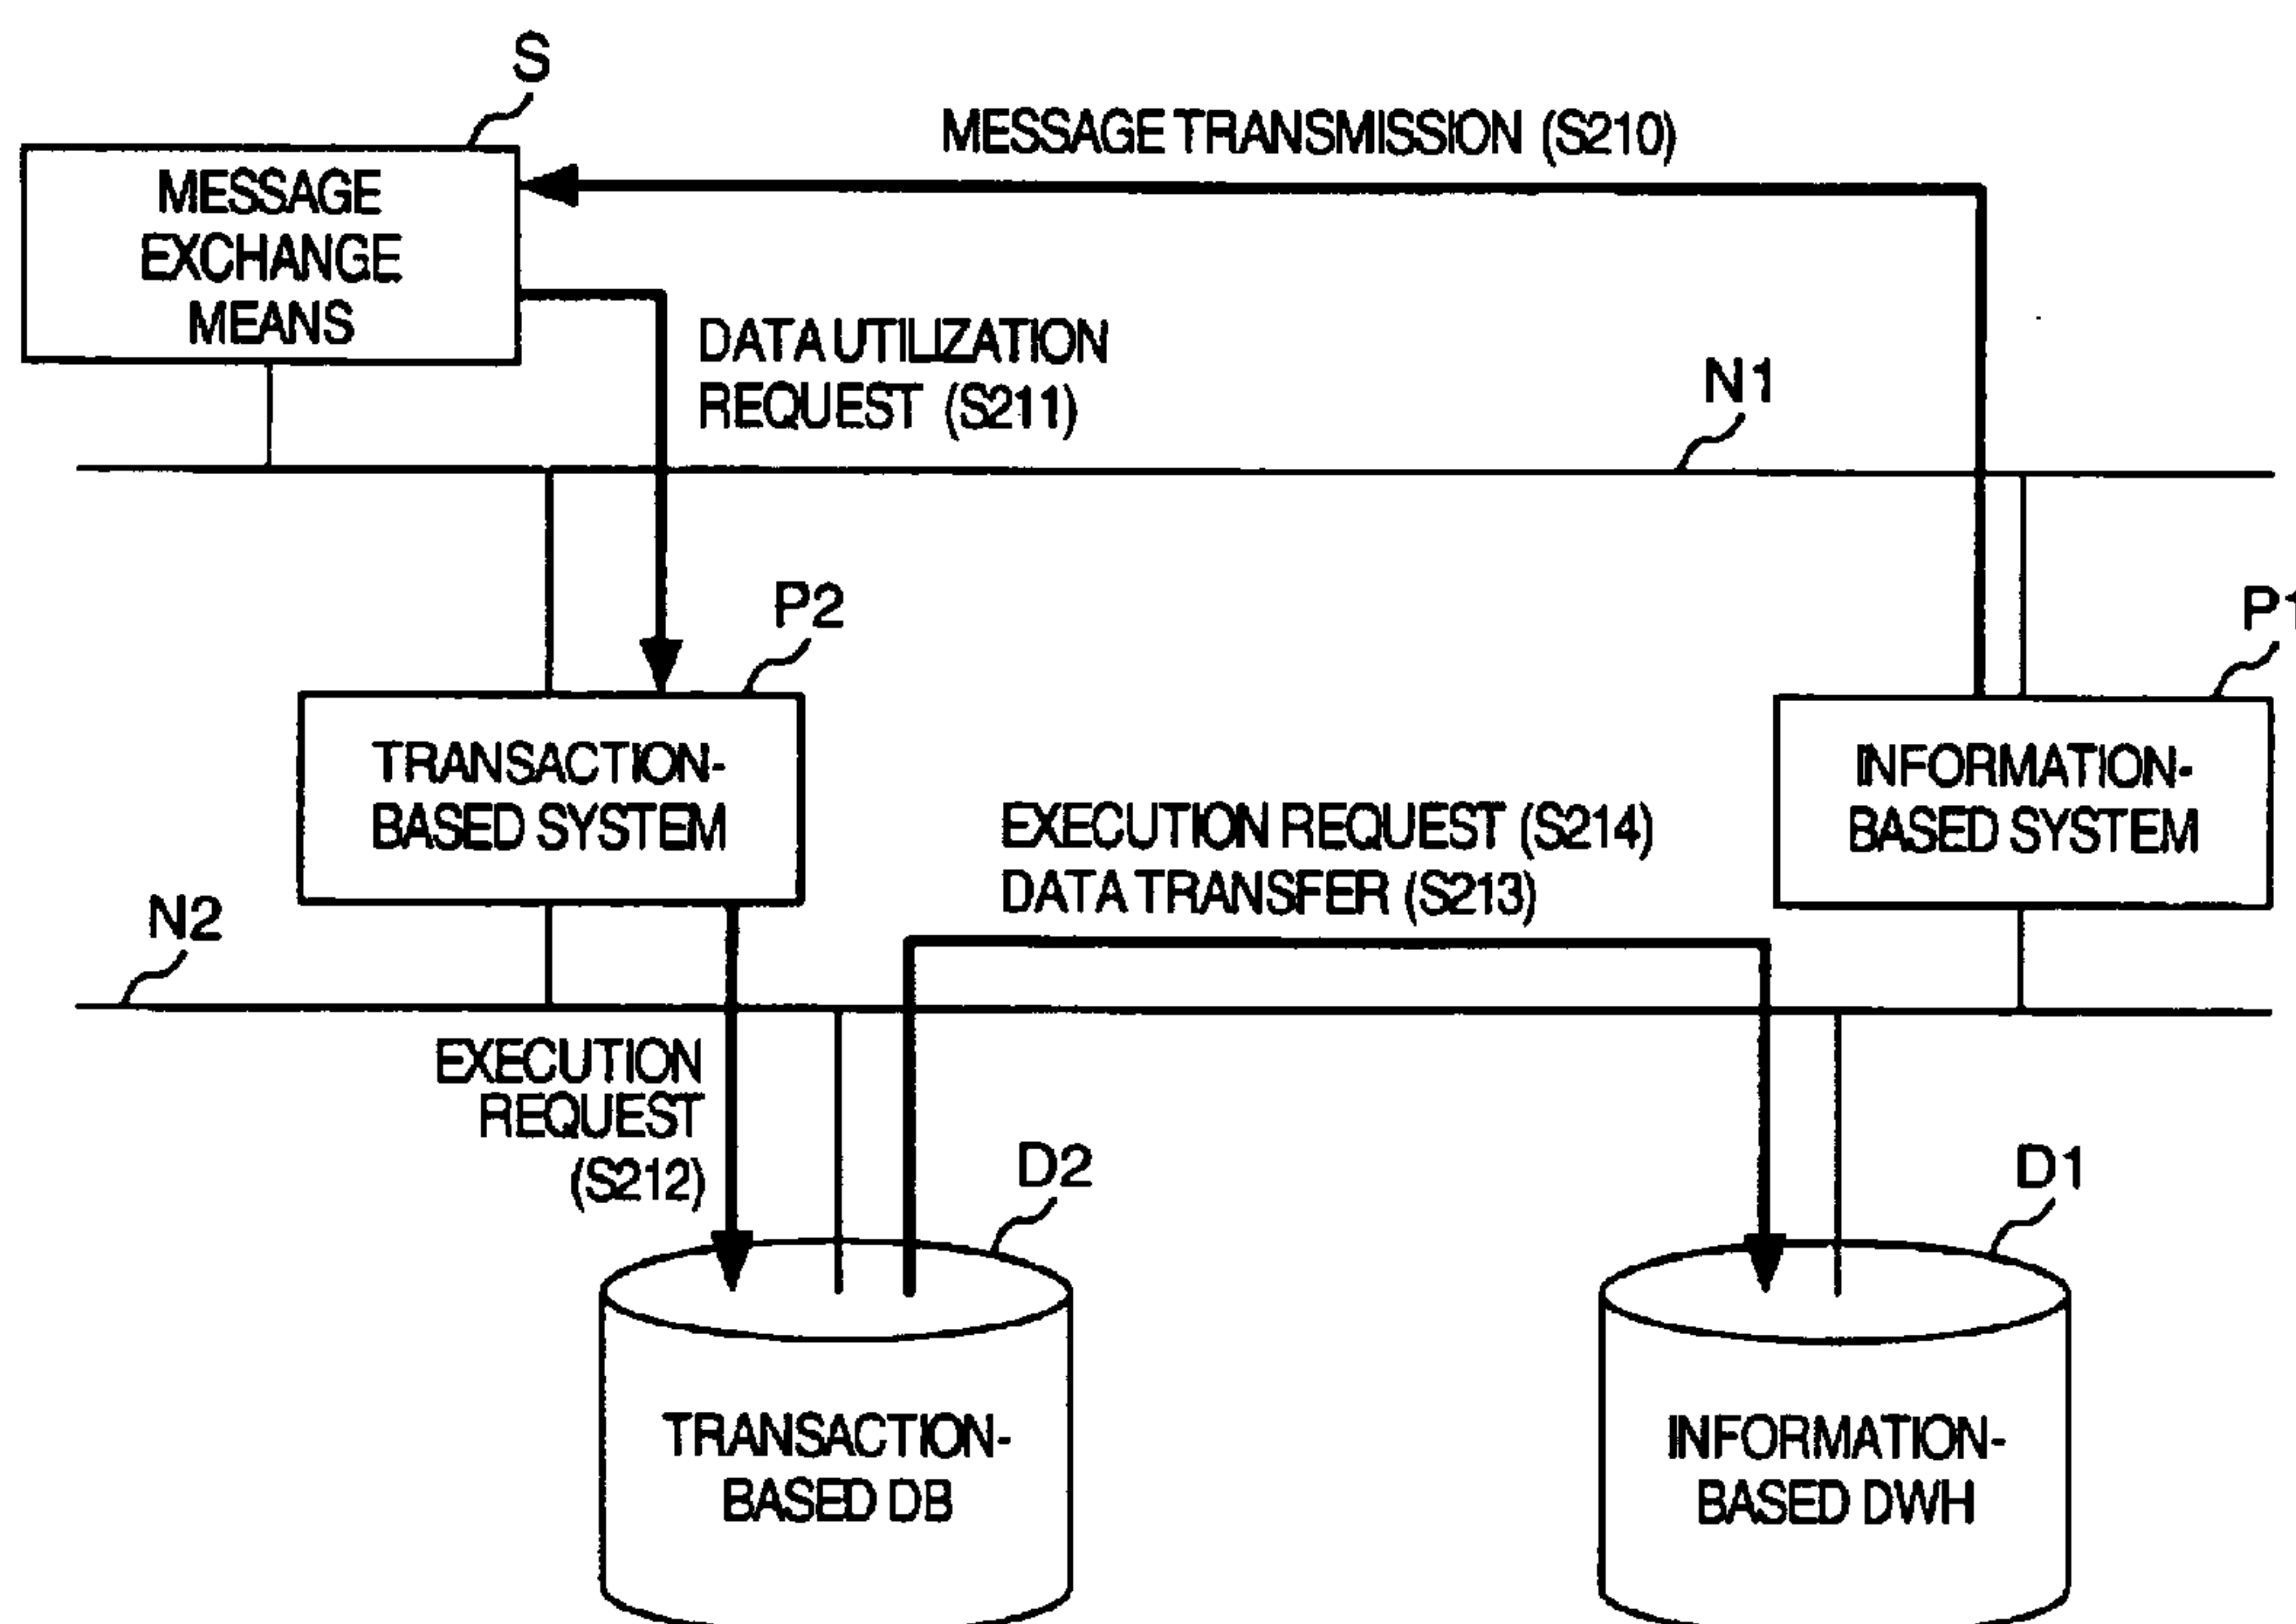 S
MESSAGE TRANSMISSION (S210)
MESSAGE
EXCHANGE
MEANS
DATA UTILIZATION
REQUEST (S211)
N1
P2
P1
TRANSACTION-
BASED SYSTEM
INFORMATION-
BASED SYSTEM
EXECUTION REQUEST (S214)
DATA TRANSFER (S213)
N2
EXECUTION
REQUEST
(S212)
D2
D1
TRANSACTION-
BASED DB
INFORMATION-
BASED DWH